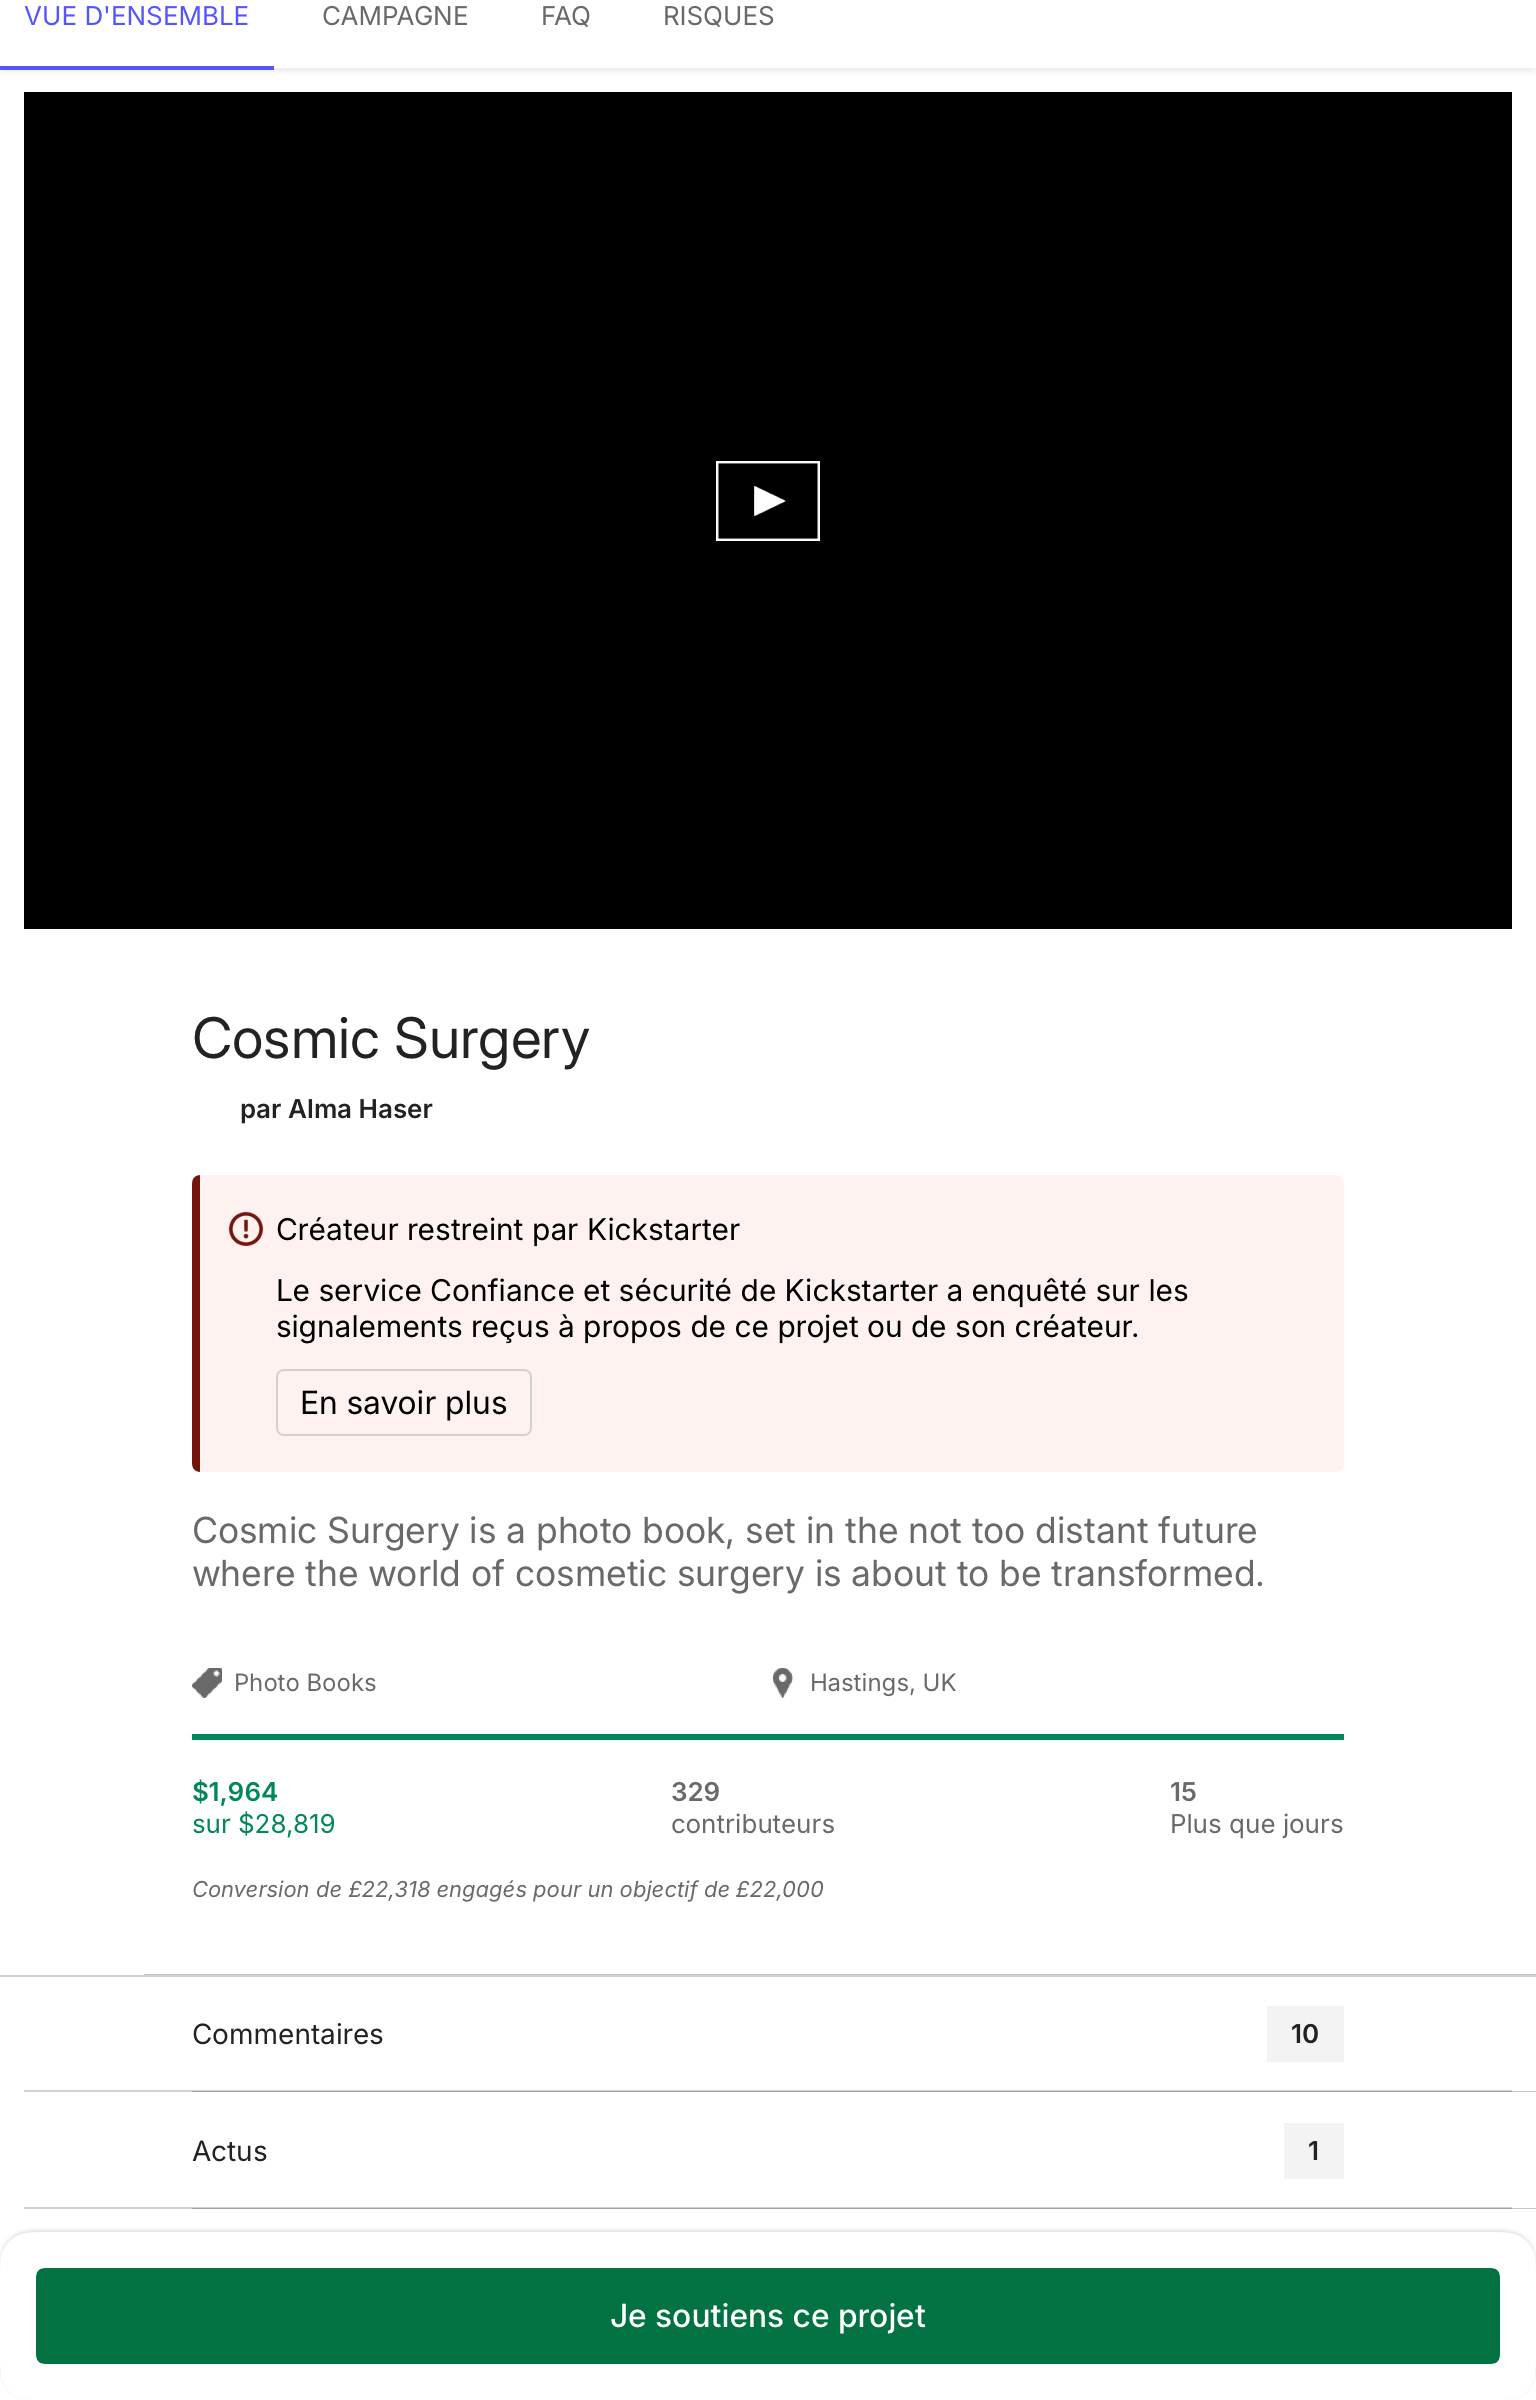 VUE D'ENSEMBLE CAMPAGNE FAQ RISQUES
Cosmic Surgery
par Alma Haser
Créateur restreint par Kickstarter
Le service Confiance et sécurité de Kickstarter a enquêté sur les
signalements reçus à propos de ce projet ou de son créateur.
En savoir plus
Cosmic Surgery is a photo book, set in the not too distant future
where the world of cosmetic surgery is about to be transformed.
Photo Books Hastings, UK
$1,964 329 15
sur $28,819 contributeurs Plus que jours
Conversion de £22,318 engagés pour un objectif de £22,000
Commentaires 10
Actus 1
Je soutiens ce projet